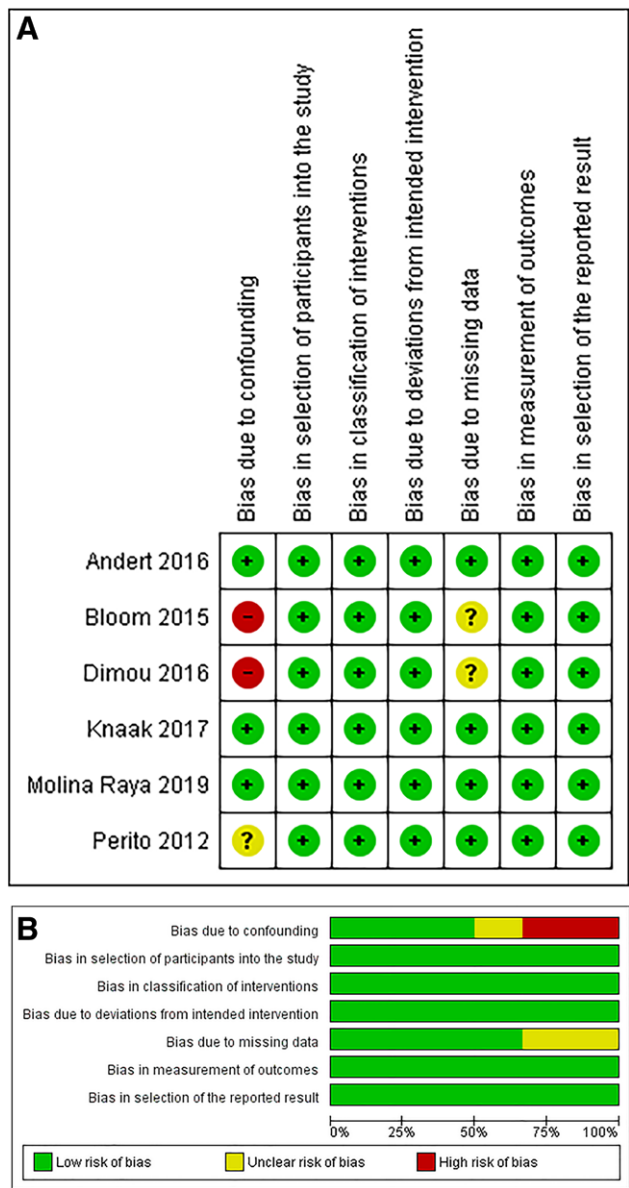 A
Bias due to confounding
Bias in selection of participants into the study
Bias in classification of interventions
Bias due to deviations from intended intervention
Bias due to missing data
Bias in measurement of outcomes
Bias in selection of the reported result
Andert 2016 + + + + + + +
Bloom 2015 - + + + ? + +
Dimou 2016 - + + + ? + +
Knaak 2017 + + + + + + +
Molina Raya 2019 + + + + + + +
Perito 2012 ? + + + + + +
B
Bias due to confounding
Bias in selection of participants into the study
Bias in classification of interventions
Bias due to deviations from intended intervention
Bias due to missing data
Bias in measurement of outcomes
Bias in selection of the reported result
0% 25% 50% 75% 100%
Low risk of bias Unclear risk of bias High risk of bias